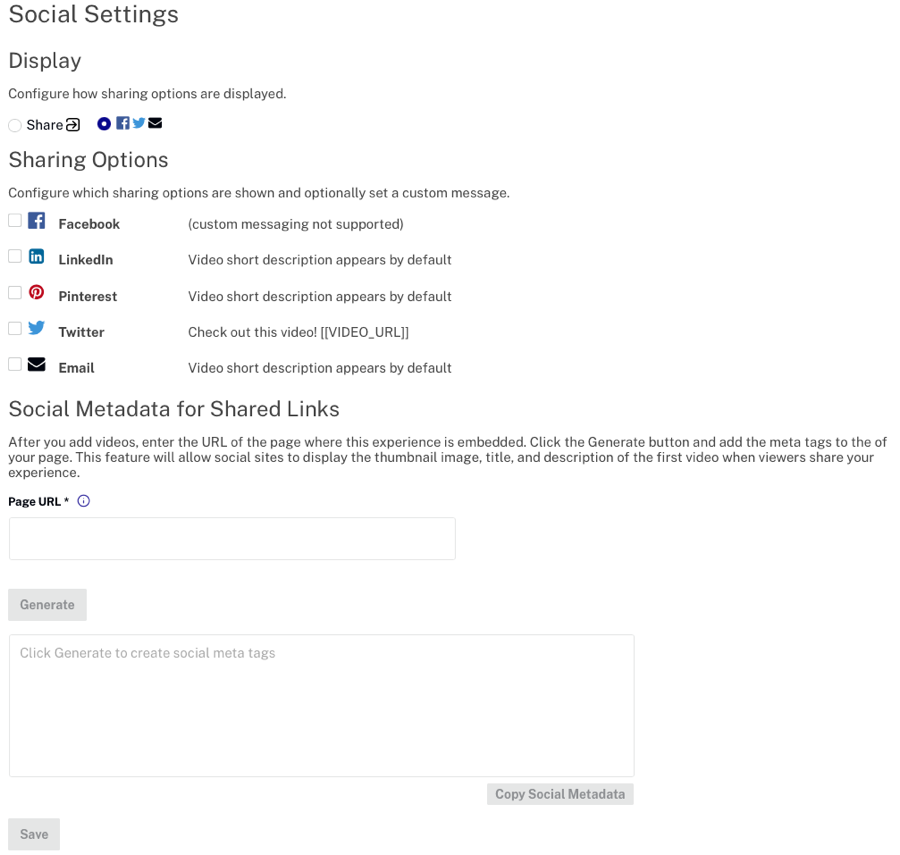 Social Settings
Display
Configure how sharing options are displayed.
Share
Sharing Options
Configure which sharing options are shown and optionally set a custom message.
Facebook (custom messaging not supported)
LinkedIn Video short description appears by default
Pinterest Video short description appears by default
Twitter Check out this video! [[VIDEO_URL]]
Email Video short description appears by default
Social Metadata for Shared Links
After you add videos, enter the URL of the page where this experience is embedded. Click the Generate button and add the meta tags to the of
your page. This feature will allow social sites to display the thumbnail image, title, and description of the first video when viewers share your
experience.
Page URL *
Generate
Click Generate to create social meta tags
Copy Social Metadata
Save